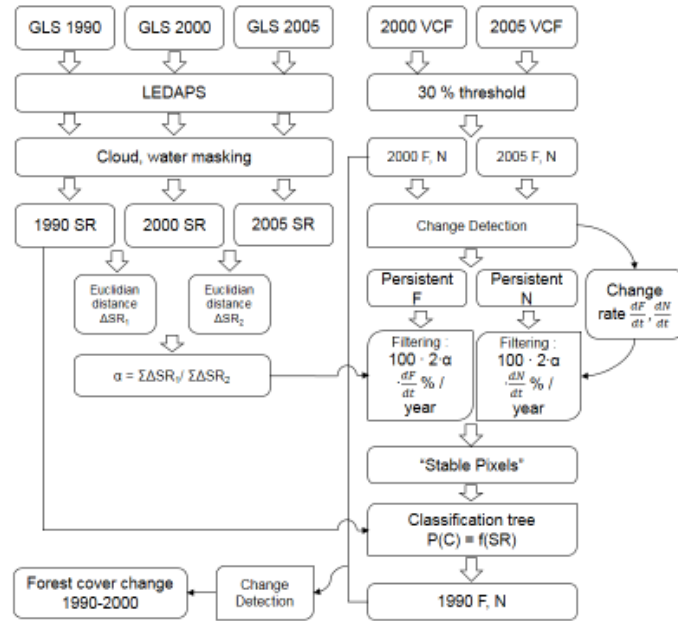 GLS 1990
GLS 2000
GLS 2005
2000 VCF
2005 VCF
LEDAPS
30 % threshold
Cloud, water masking
2000 F, N
2005 F, N
1990 SR
2000 SR
2005 SR
Change Detection
Euclidian
distance
ΔSR₁
Euclidian
distance
ΔSR₂
Persistent
F
Persistent
N
Change
rate dF/dt, dN/dt
α = ΣΔSR₁/ ΣΔSR₂
Filtering :
100 · 2·α
·dF/dt % /
year
Filtering :
100 · 2·α
·dN/dt % /
year
“Stable Pixels”
Classification tree
P(C) = f(SR)
Forest cover change
1990-2000
Change
Detection
1990 F, N